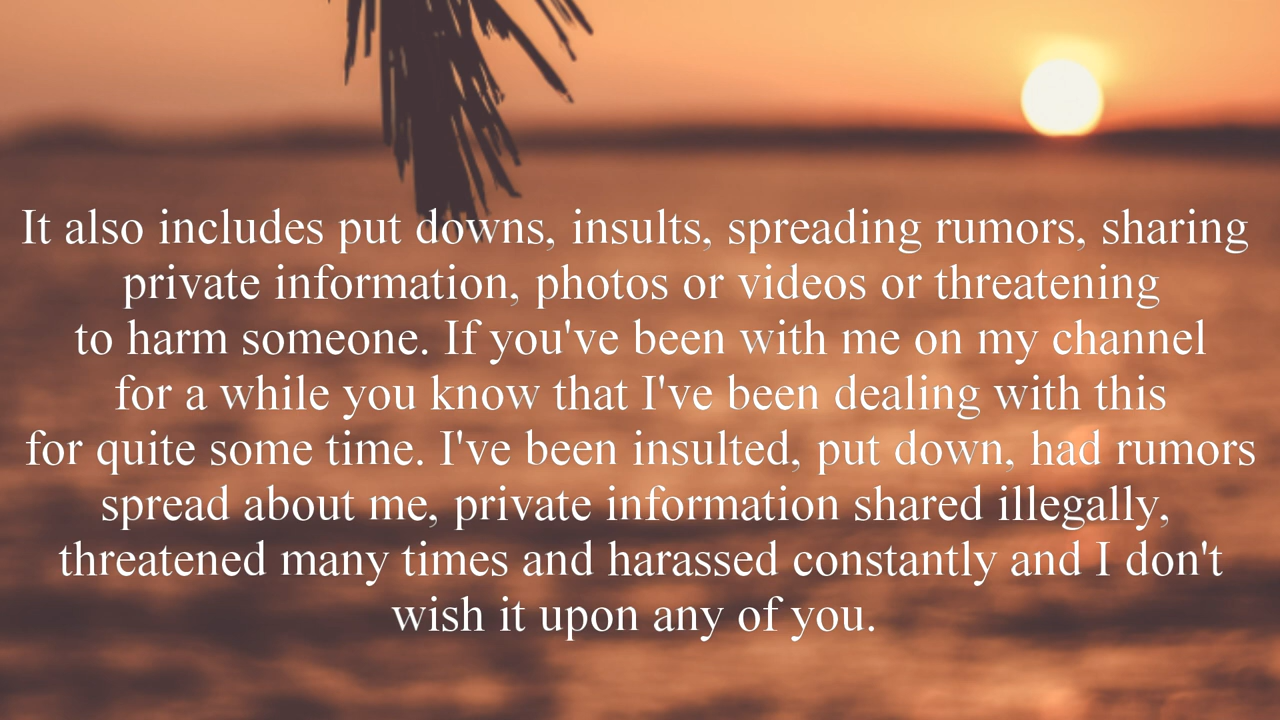 It also includes put downs, insults, spreading rumors, sharing
private information, photos or videos or threatening
to harm someone. If you've been with me on my channel
for a while you know that I've been dealing with this
for quite some time. I've been insulted, put down, had rumors
spread about me, private information shared illegally,
threatened many times and harassed constantly and I don't
wish it upon any of you.